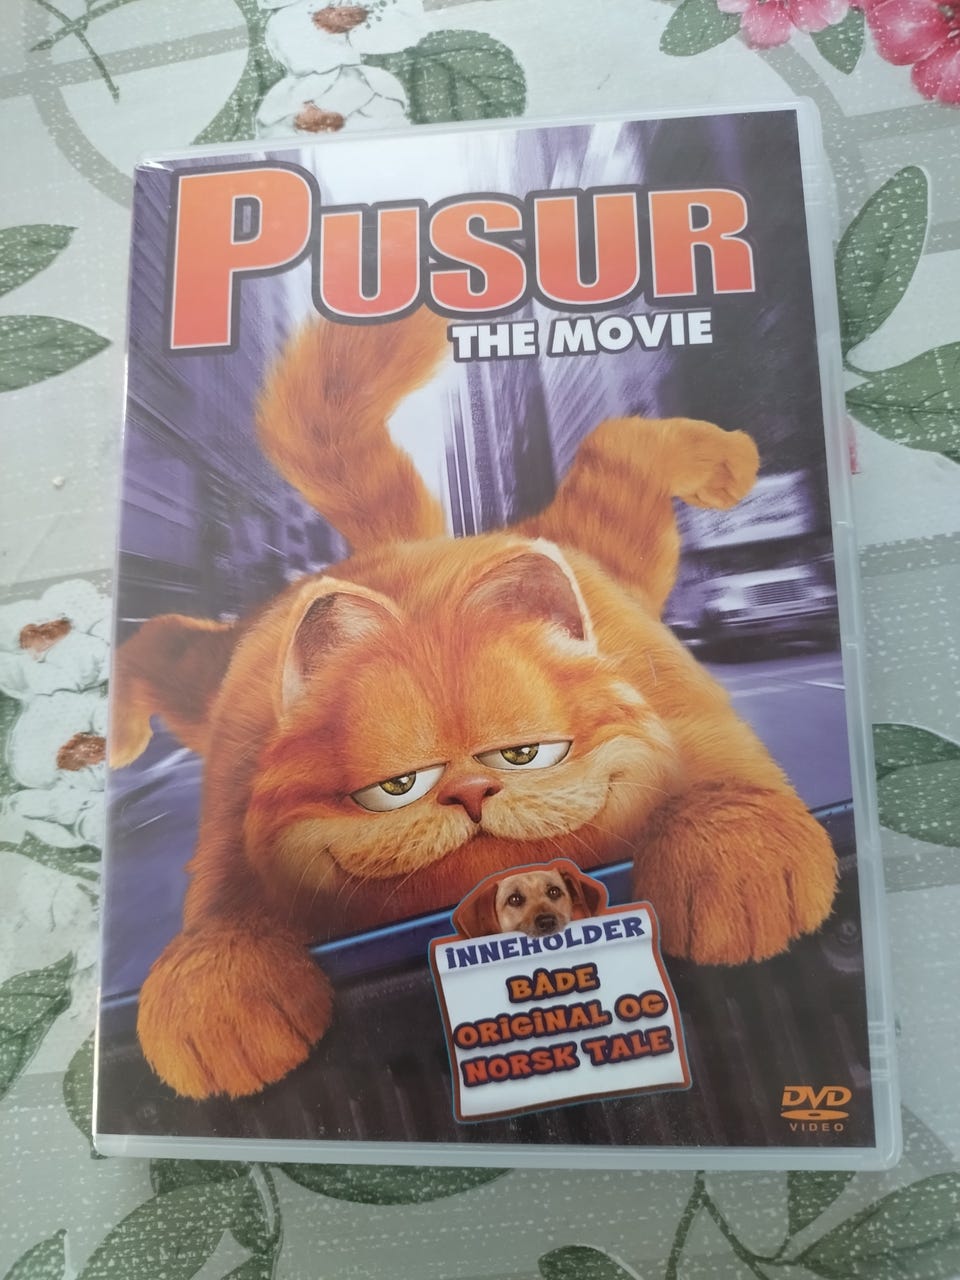 PUSUR
THE MOVIE
INNEHOLDER
BÅDE
ORIGINAL OG
NORSK TALE
DVD
VIDEO